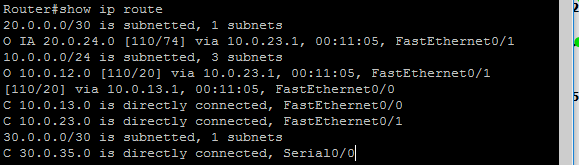 Router#show ip route
20.0.0.0/30 is subnetted, 1 subnets
O IA 20.0.24.0 [110/74] via 10.0.23.1, 00:11:05, FastEthernet0/1
10.0.0.0/24 is subnetted, 3 subnets
O 10.0.12.0 [110/20] via 10.0.23.1, 00:11:05, FastEthernet0/1
[110/20] via 10.0.13.1, 00:11:05, FastEthernet0/0
C 10.0.13.0 is directly connected, FastEthernet0/0
C 10.0.23.0 is directly connected, FastEthernet0/1
30.0.0.0/30 is subnetted, 1 subnets
C 30.0.35.0 is directly connected, Serial0/0
2
5